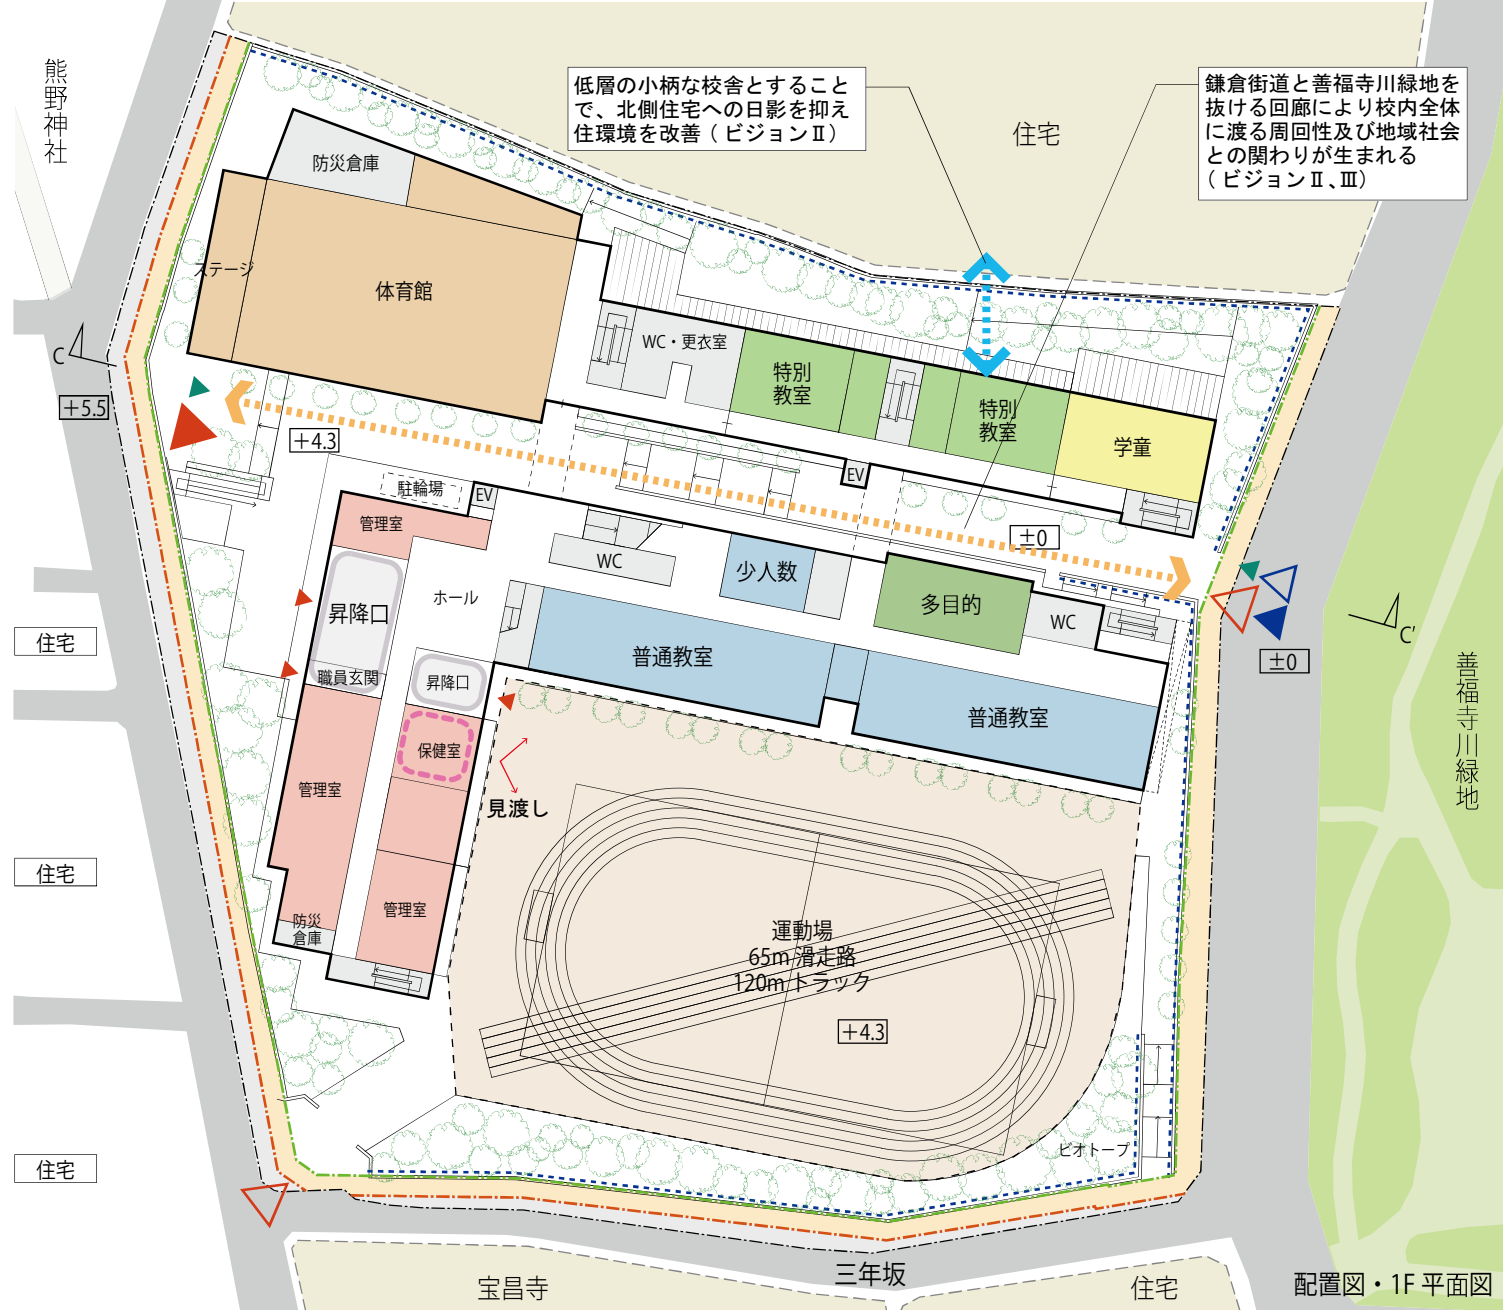 熊野神社
低層の小柄な校舎とすること
で、北側住宅への日影を抑え
住環境を改善(ビジョンⅡ)
住宅
鎌倉街道と善福寺川緑地を
抜ける回廊により校内全体
に渡る周回性及び地域社会
との関わりが生まれる
(ビジョンⅡ、Ⅲ)
防災倉庫
ステージ
体育館
WC・更衣室
特別
教室
特別
教室
学童
C
+5.5
+4.3
駐輪場
EV
EV
管理室
WC
少人数
±0
昇降口
ホール
多目的
WC
C'
住宅
普通教室
±0
職員玄関
昇降口
普通教室
善福寺川緑地
保健室
管理室
見渡し
住宅
管理室
防災
倉庫
運動場
65m 滑走路
120mトラック
+4.3
ビオトープ
住宅
三年坂
宝昌寺
住宅
配置図・1F 平面図